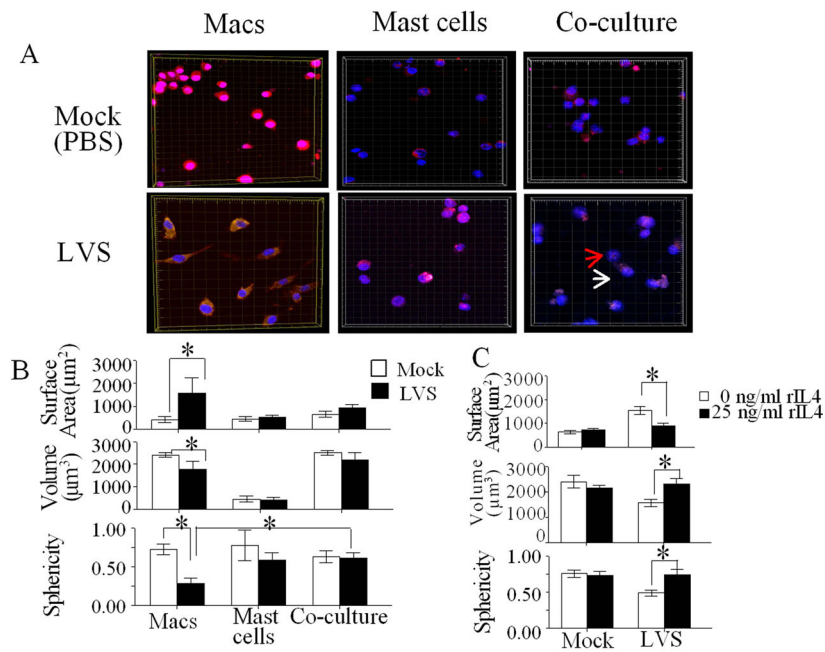 Macs Mast cells Co-culture
A
Mock
(PBS)
LVS
B
Surface
Area(µm²)
3000
2000
1000
0
*
Mock
LVS
Volume
(µm³)
3000
2000
1000
0
*
Sphericity
1.00
0.50
0.00
* *
Macs Mast
cells Co-culture
C
Surface
Area(µm²)
3000
2000
1000
0
*
0 ng/ml rIL4
25 ng/ml rIL4
Volume
(µm³)
3000
2000
1000
0
*
Sphericity
1.00
0.50
0.00
*
Mock LVS